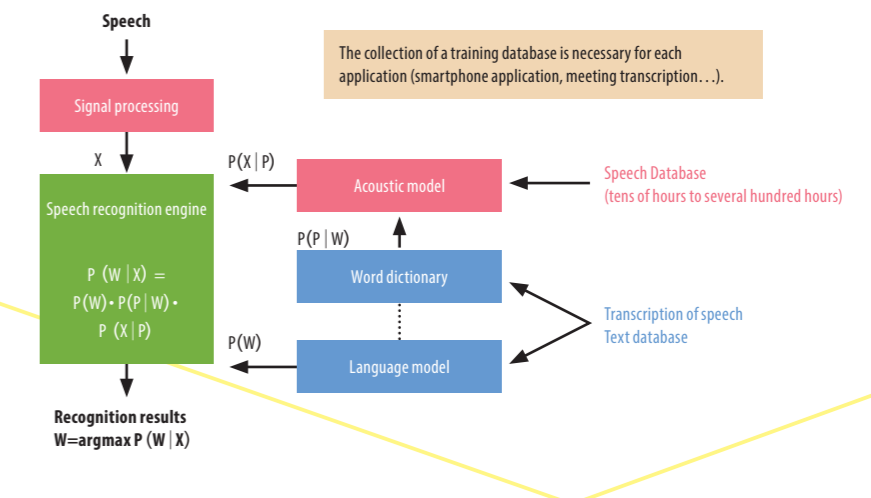 Speech
The collection of a training database is necessary for each
application (smartphone application, meeting transcription…).
Signal processing
X
P(X | P)
Acoustic model
Speech Database
(tens of hours to several hundred hours)
Speech recognition engine
P (W | X) =
P(W) • P(P | W) •
P (X | P)
P(P | W)
Word dictionary
Transcription of speech
Text database
P(W)
Language model
Recognition results
W=argmax P (W | X)